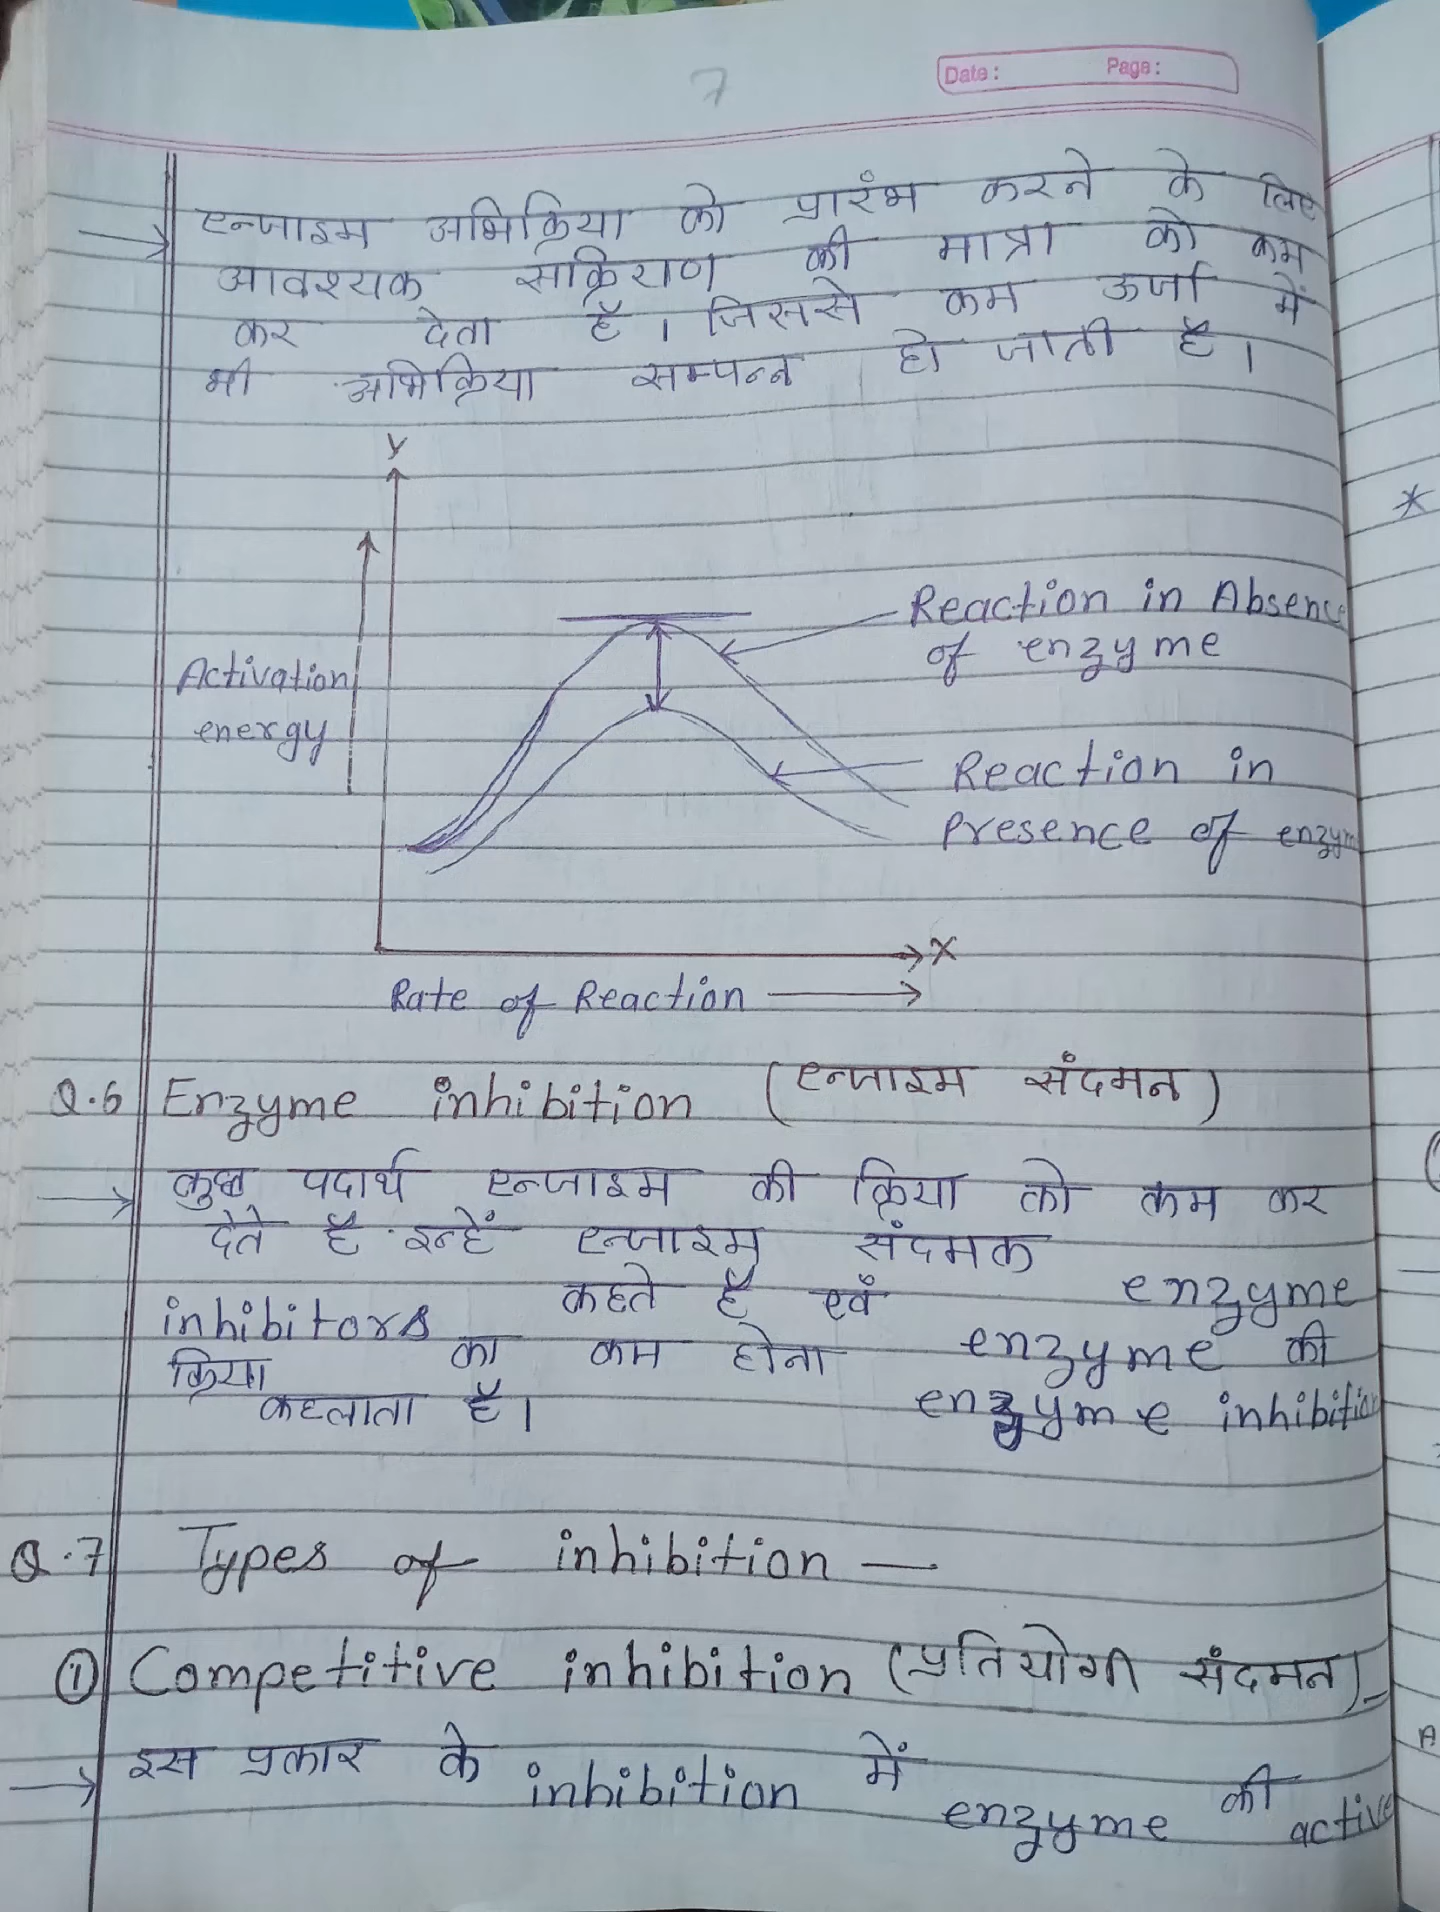 7
Date : Page :
एन्जाइम अभिक्रिया को प्रारंभ करने के लिए
आवश्यक सक्रियण की मात्रा को कम
कर देता है । जिससे कम ऊर्जा में
भी अभिक्रिया सम्पन्न हो जाती है ।
Y
Activation
energy
Reaction in Absence
of enzyme
Reaction in
Presence of enzyme
X
Rate of Reaction
Q.6 Enzyme inhibition (एन्जाइम संदमन)
कुछ पदार्थ एन्जाइम की क्रिया को कम कर
देते है इन्हें एन्जाइम संदमक enzyme
inhibitors कहते है एवं enzyme की
क्रिया का कम होना enzyme inhibition
कहलाता है ।
Q.7 Types of inhibition —
① Competitive inhibition (प्रतियोगी संदमन) -
इस प्रकार के inhibition में enzyme की active